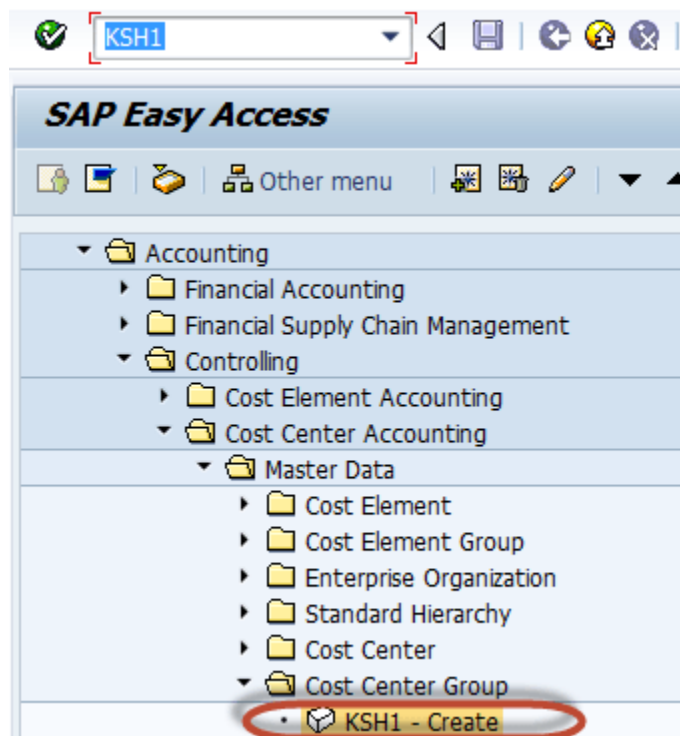 KSH1
SAP Easy Access
Other menu
Accounting
Financial Accounting
Financial Supply Chain Management
Controlling
Cost Element Accounting
Cost Center Accounting
Master Data
Cost Element
Cost Element Group
Enterprise Organization
Standard Hierarchy
Cost Center
Cost Center Group
KSH1 - Create